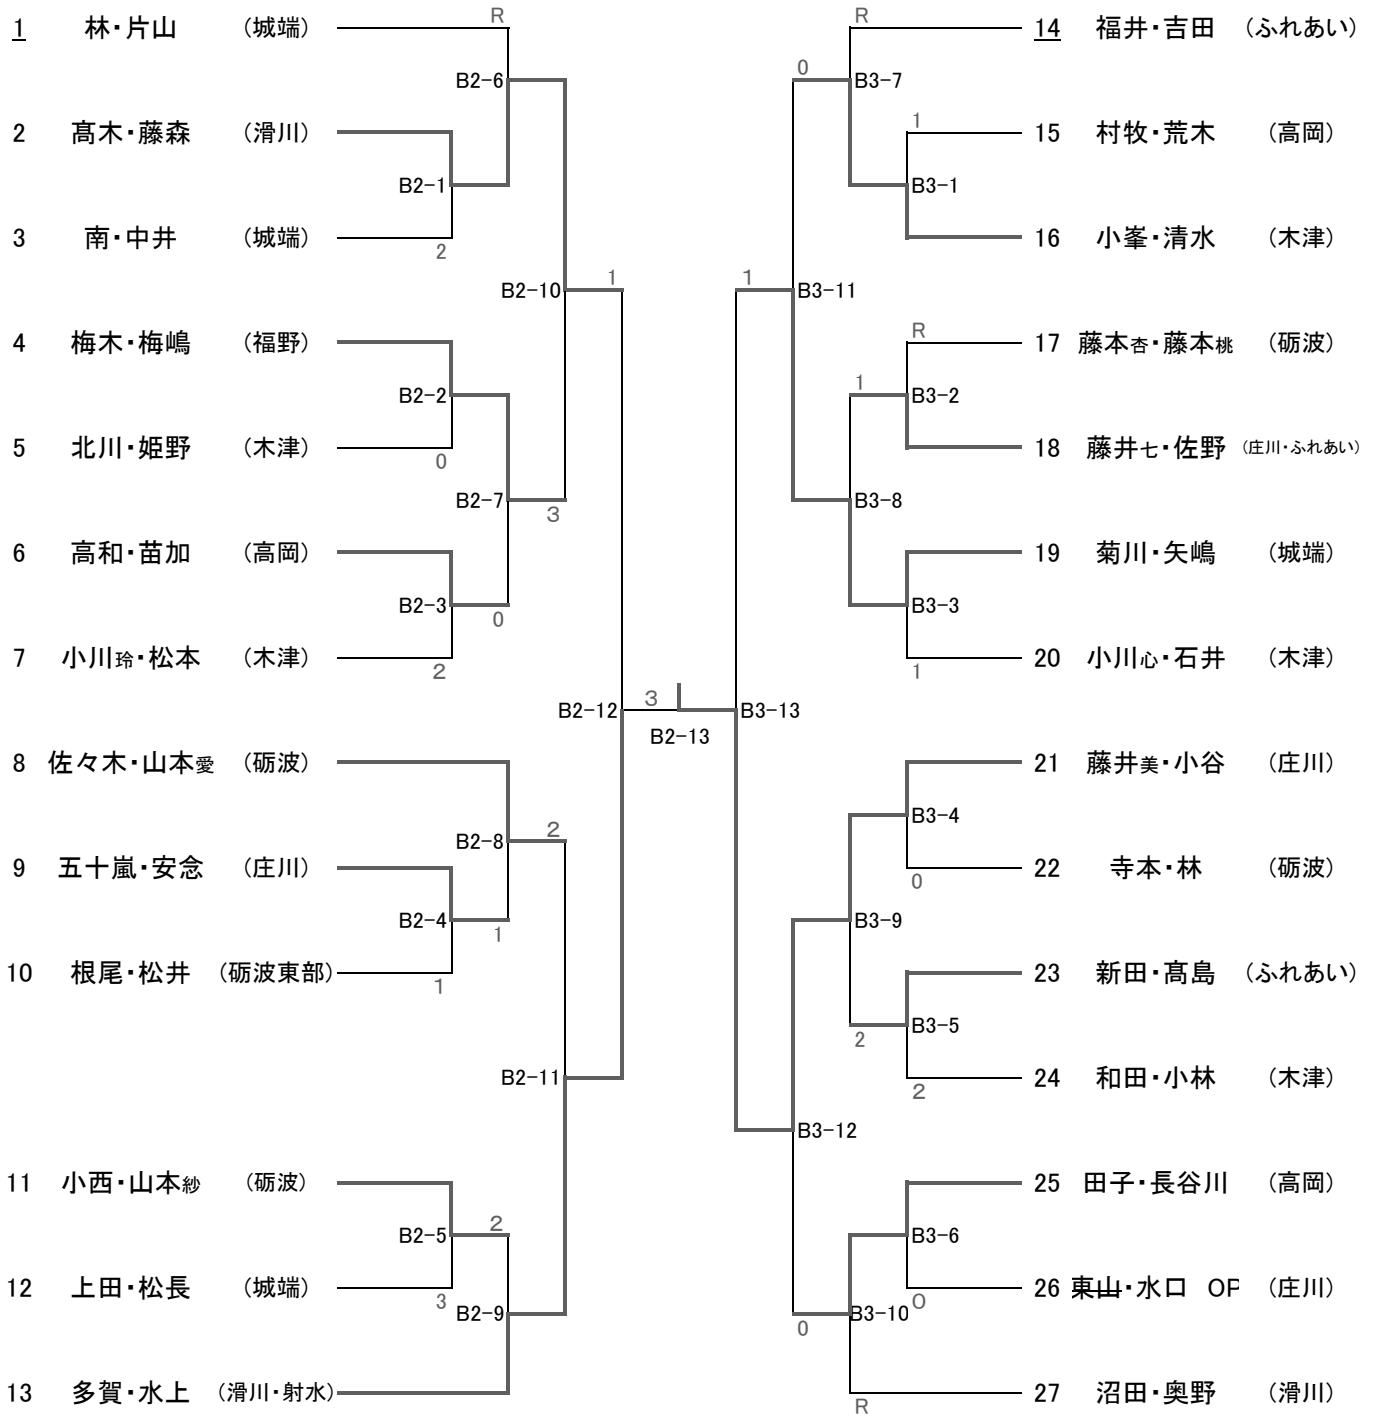 1 林・片山 (城端) R
B2-6
2 髙木・藤森 (滑川)
B2-1
3 南・中井 (城端) 2
B2-10 1
4 梅木・梅嶋 (福野)
B2-2
5 北川・姫野 (木津) 0
B2-7 3
6 高和・苗加 (高岡)
B2-3 0
7 小川玲・松本 (木津) 2
B2-12 3
B2-13
8 佐々木・山本愛 (砺波)
B2-8 2
9 五十嵐・安念 (庄川)
B2-4 1
10 根尾・松井 (砺波東部) 1
B2-11
11 小西・山本紗 (砺波)
B2-5 2
12 上田・松長 (城端) 3
B2-9
13 多賀・水上 (滑川・射水)
R 14 福井・吉田 (ふれあい)
0 B3-7
1 15 村牧・荒木 (高岡)
B3-1
16 小峯・清水 (木津)
1 B3-11
R 17 藤本杏・藤本桃 (砺波)
1 B3-2
18 藤井七・佐野 (庄川・ふれあい)
B3-8
19 菊川・矢嶋 (城端)
B3-3
1 20 小川心・石井 (木津)
B3-13
21 藤井美・小谷 (庄川)
B3-4
0 22 寺本・林 (砺波)
B3-9
23 新田・髙島 (ふれあい)
2 B3-5
2 24 和田・小林 (木津)
B3-12
25 田子・長谷川 (高岡)
B3-6
0 26 東山・水口 OP (庄川)
0 B3-10
R 27 沼田・奥野 (滑川)